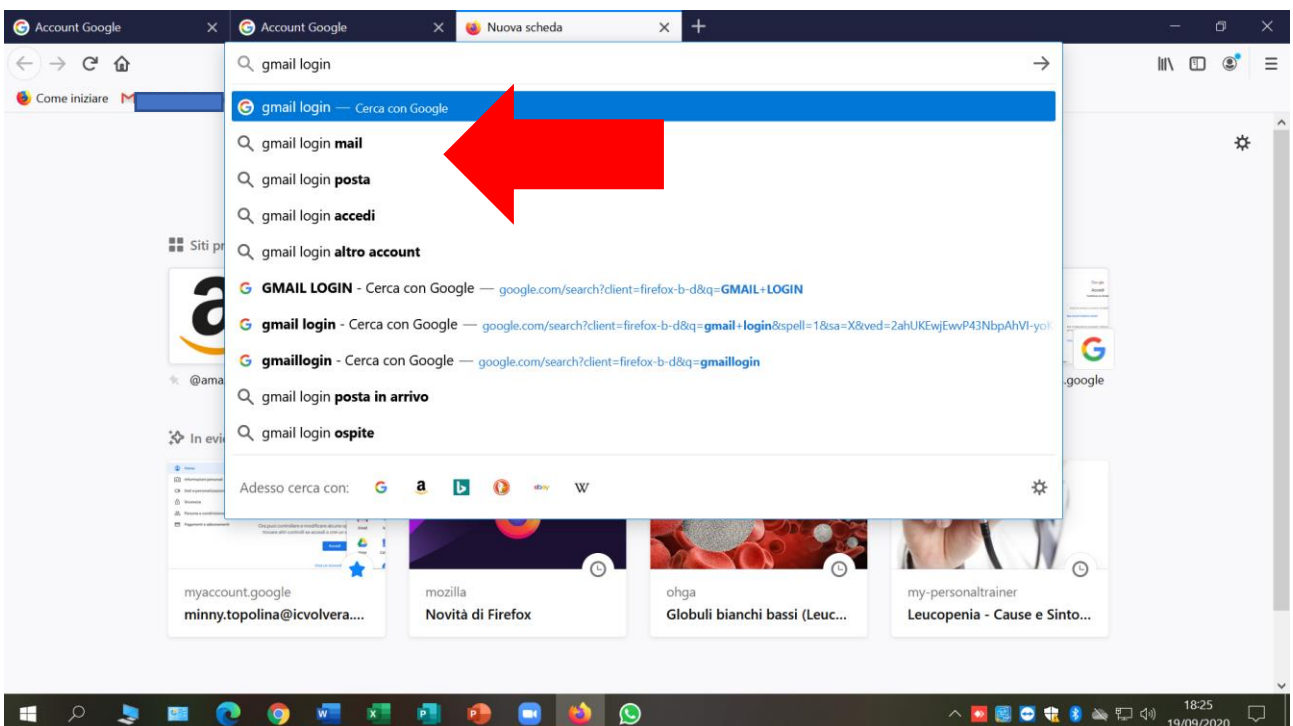 Account Google
Account Google
Nuova scheda
gmail login
Come iniziare
gmail login — Cerca con Google
gmail login mail
gmail login posta
gmail login accedi
gmail login altro account
GMAIL LOGIN - Cerca con Google — google.com/search?client=firefox-b-d&q=GMAIL+LOGIN
gmail login - Cerca con Google — google.com/search?client=firefox-b-d&q=gmail+login&spell=1&sa=X&ved=2ahUKEwjEwvP43NbpAhVI-yoK
gmaillogin - Cerca con Google — google.com/search?client=firefox-b-d&q=gmaillogin
gmail login posta in arrivo
gmail login ospite
Siti pr
@ama
.google
In evi
Adesso cerca con:
a
ebay
W
myaccount.google
minny.topolina@icvolvera....
mozilla
Novità di Firefox
ohga
Globuli bianchi bassi (Leuc...
my-personaltrainer
Leucopenia - Cause e Sinto...
18:25
19/09/2020